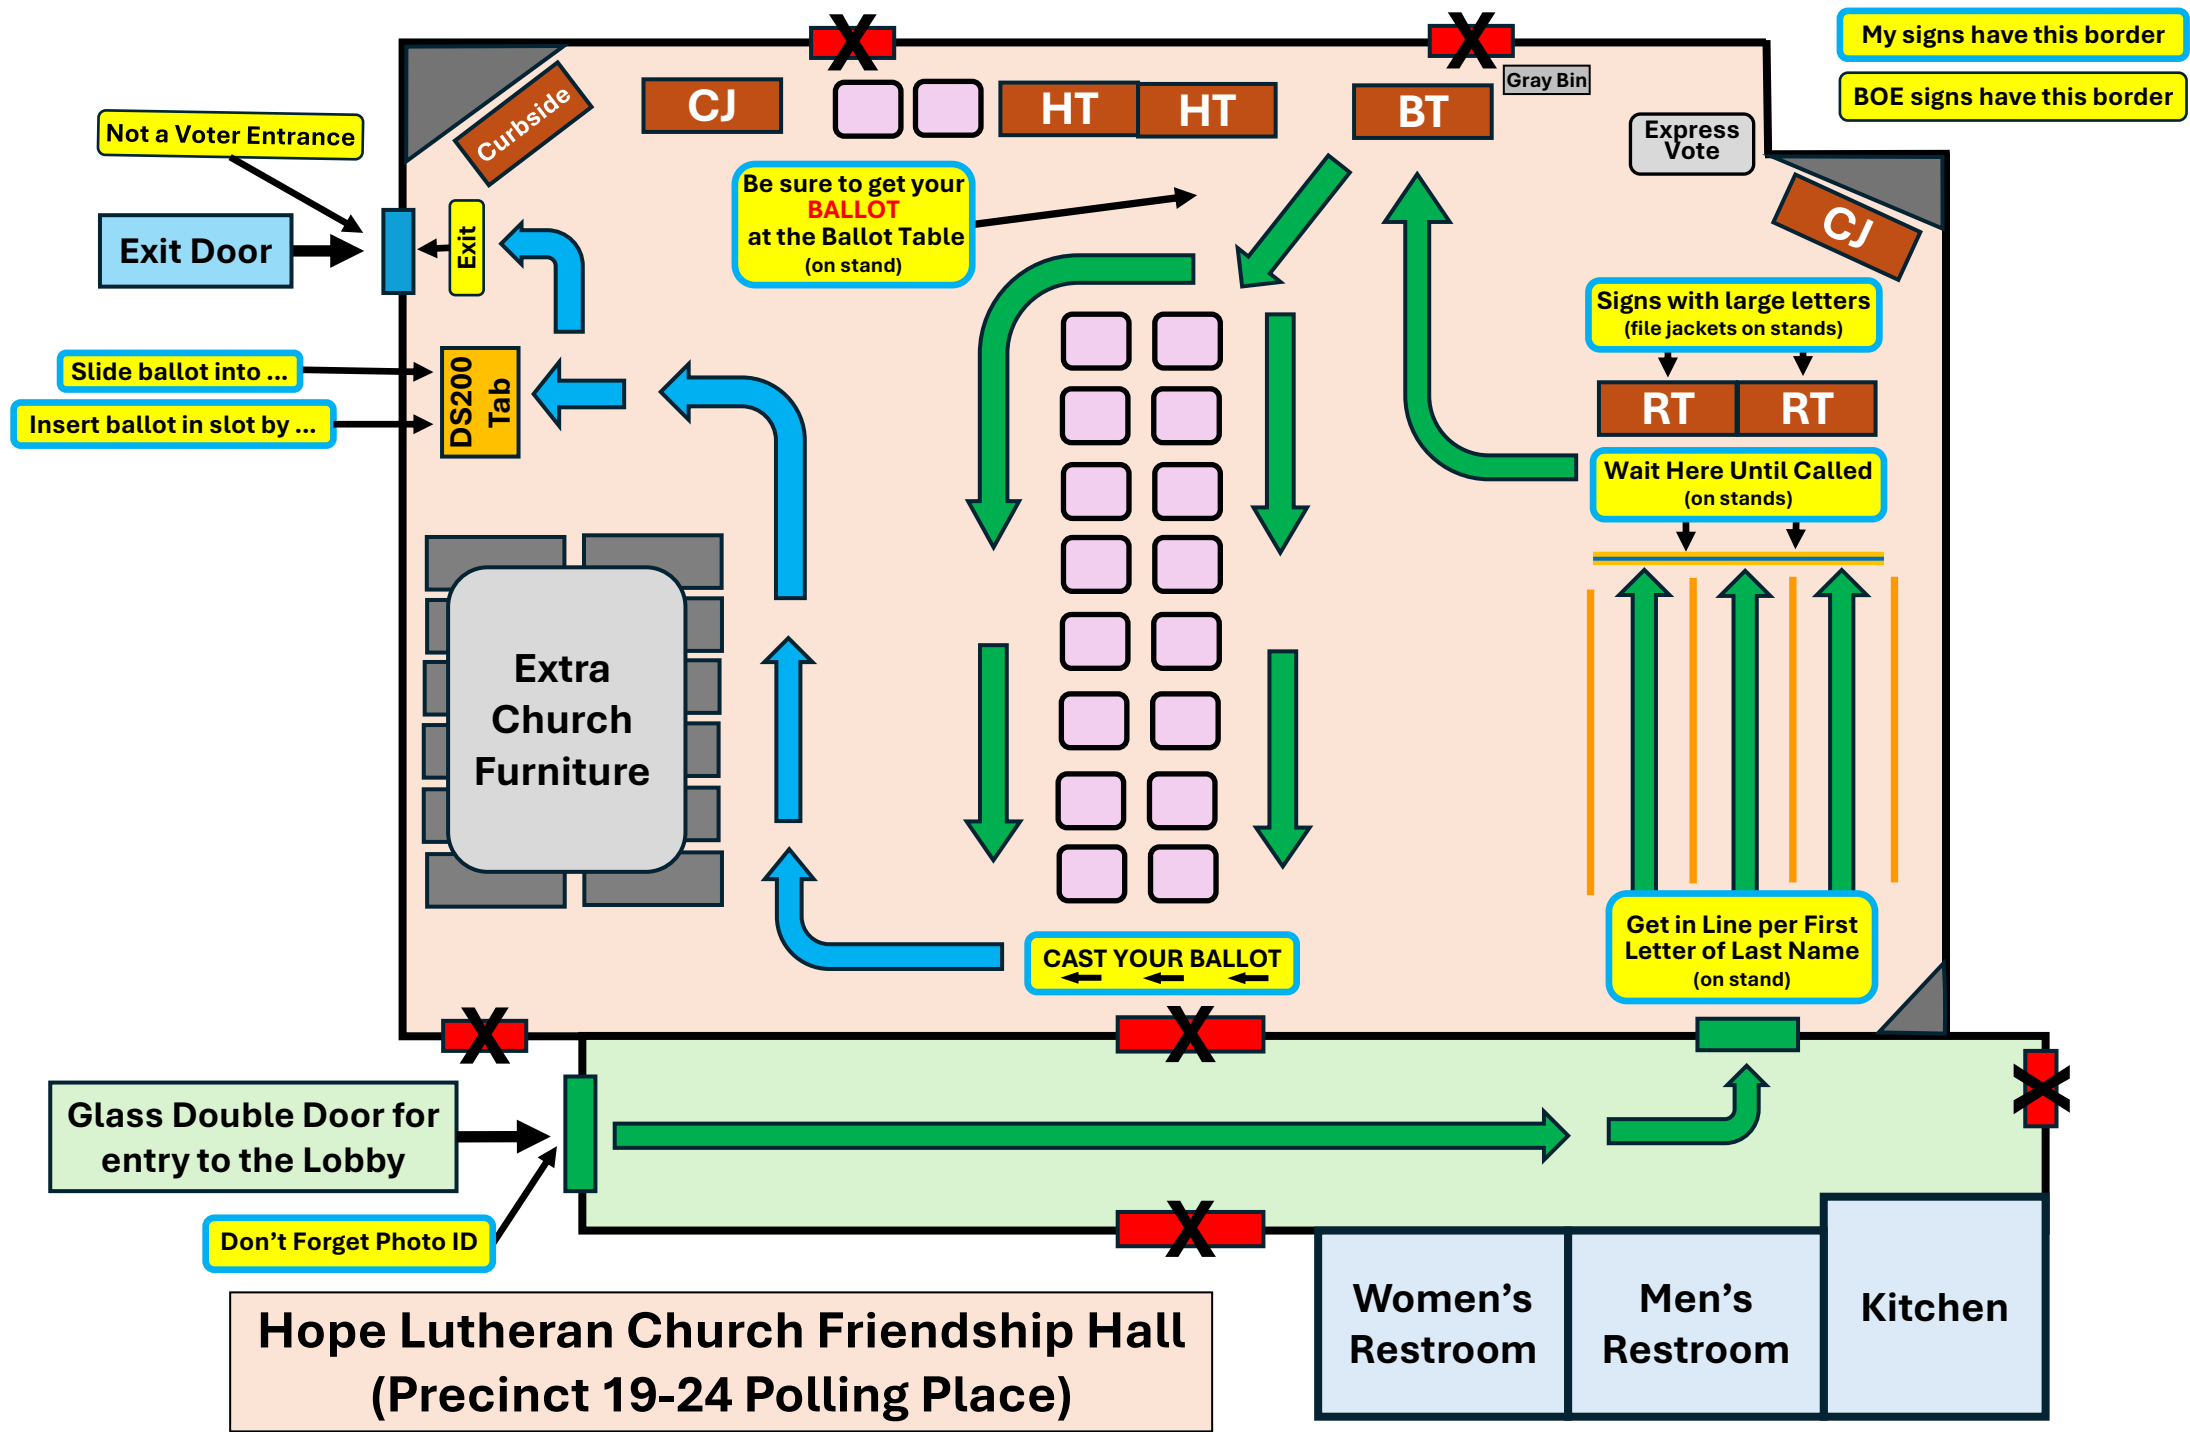 My signs have this border
BOE signs have this border
Gray Bin
CJ
HT
HT
BT
Curbside
Express
Vote
Not a Voter Entrance
Exit Door
Exit
Be sure to get your
BALLOT
at the Ballot Table
(on stand)
CJ
Signs with large letters
(file jackets on stands)
Slide ballot into ...
Insert ballot in slot by ...
DS200
Tab
RT
RT
Wait Here Until Called
(on stands)
Extra
Church
Furniture
Get in Line per First
Letter of Last Name
(on stand)
CAST YOUR BALLOT
X
X
X
X
X
X
Glass Double Door for
entry to the Lobby
Don’t Forget Photo ID
Women’s
Restroom
Men’s
Restroom
Kitchen
Hope Lutheran Church Friendship Hall
(Precinct 19-24 Polling Place)